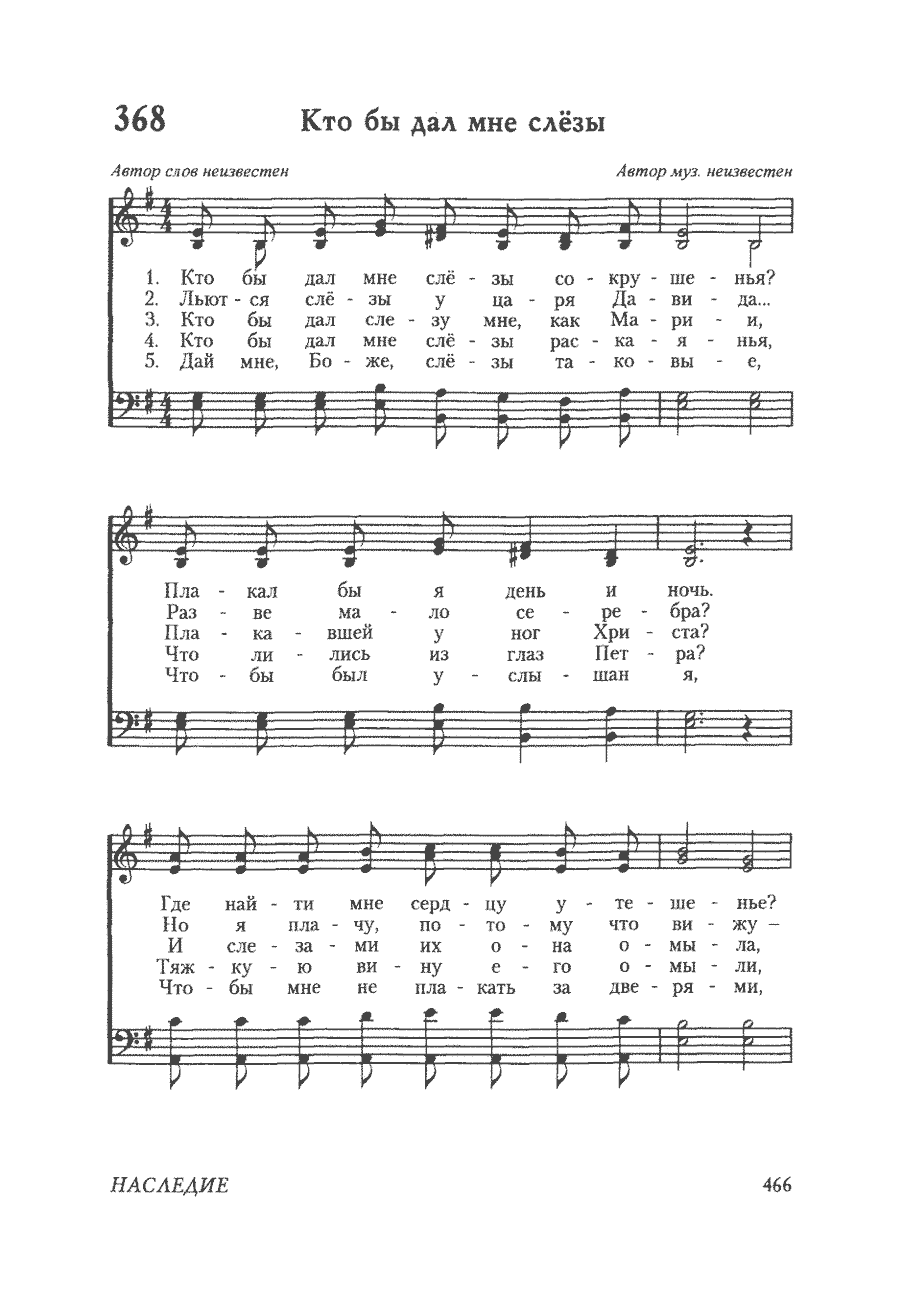 368 Кто бы дал мне слёзы
Автор слов неизвестен Автор муз. неизвестен
1. Кто бы дал мне слё - зы со - кру - ше - нья?
2. Льют - ся слё - зы у ца - ря Да - ви - да...
3. Кто бы дал сле - зу мне, как Ма - ри - и,
4. Кто бы дал мне слё - зы рас - ка - я - нья,
5. Дай мне, Бо - же, слё - зы та - ко - вы - е,
Пла - кал бы я день и ночь.
Раз - ве ма - ло се - ре - бра?
Пла - ка - вшей у ног Хри - ста?
Что ли - лись из глаз Пет - ра?
Что - бы был у - слы - шан я,
Где най - ти мне серд - цу у - те - ше - нье?
Но я пла - чу, по - то - му что ви - жу –
И сле - за - ми их о - на о - мы - ла,
Тяж - ку - ю ви - ну е - го о - мы - ли,
Что - бы мне не пла - кать за две - ря - ми,
НАСЛЕДИЕ 466